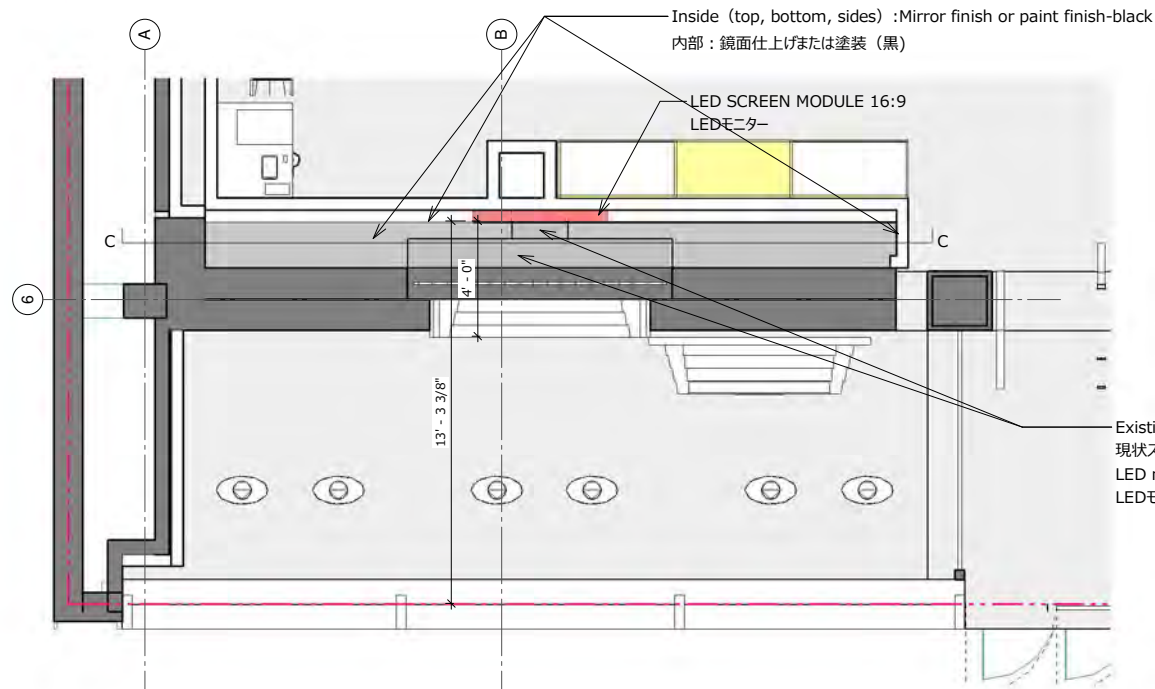 Inside (top, bottom, sides) :Mirror finish or paint finish-black
内部：鏡面仕上げまたは塗装（黒)
A
B
LED SCREEN MODULE 16:9
LEDモニター
C
C
6
4' - 0"
13' - 3 3/8"
Existi
現状ス
LED
LEDモ